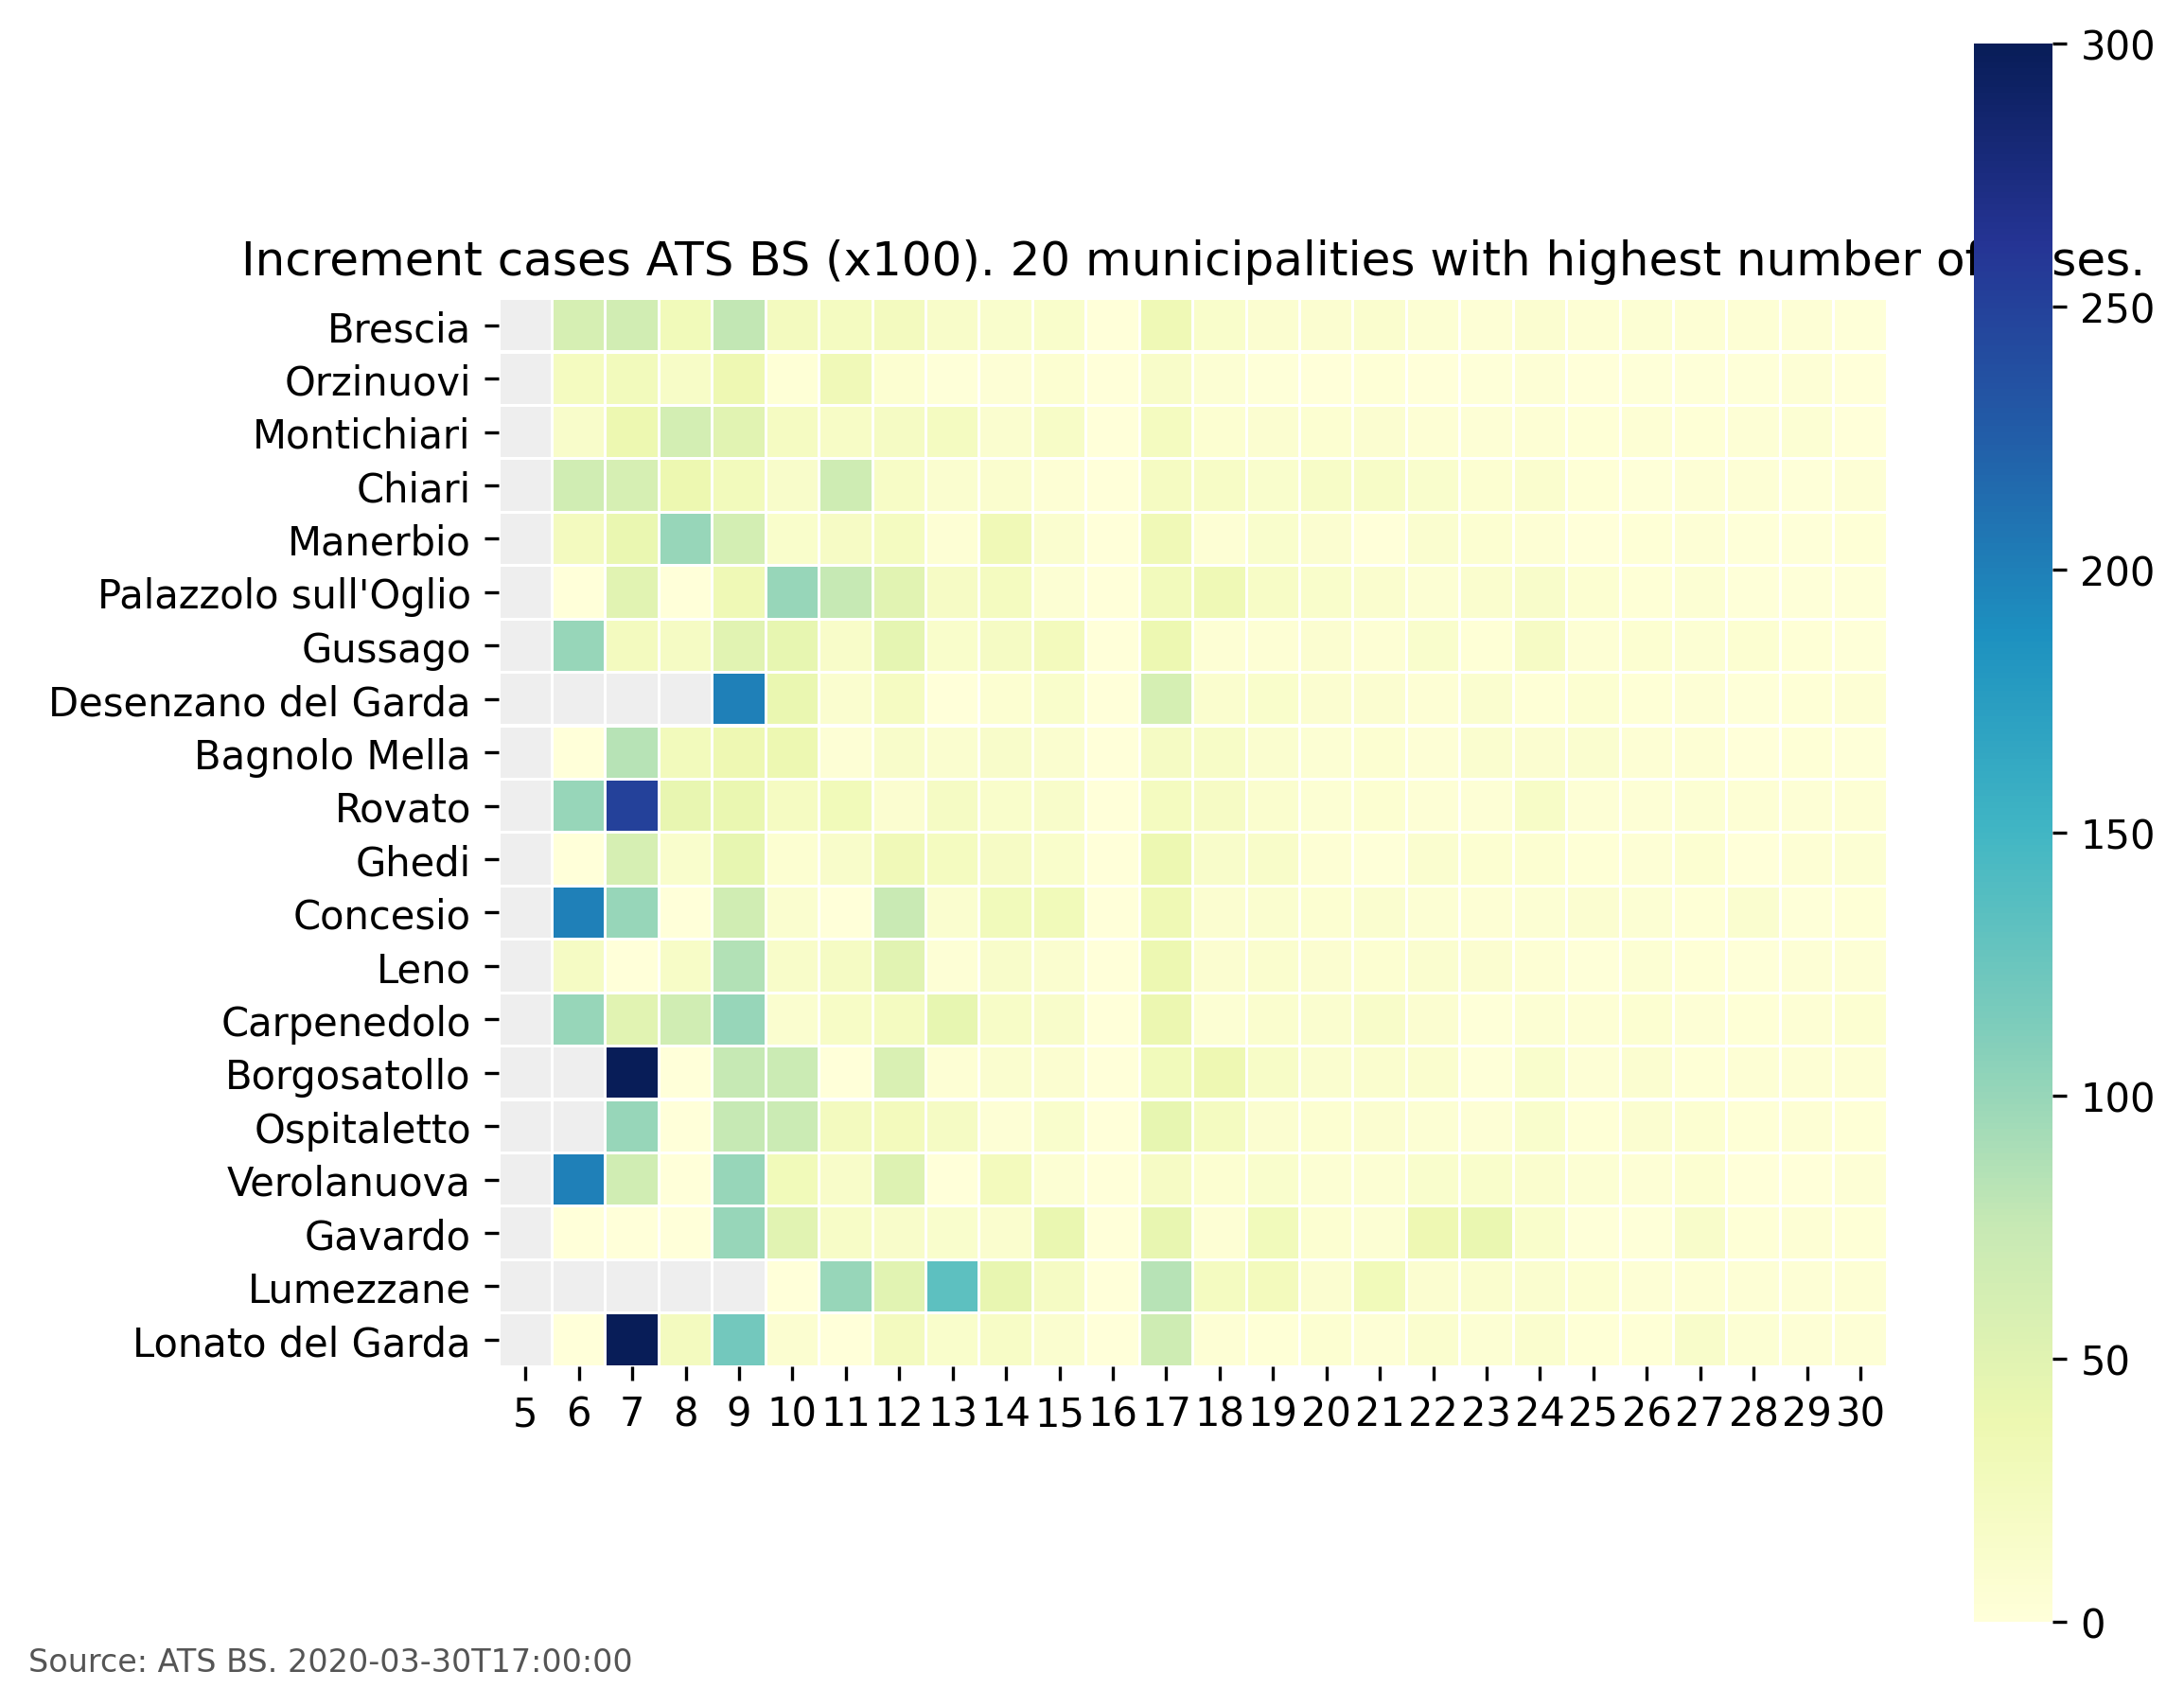 Increment cases ATS BS (x100). 20 municipalities with highest number of ses.
300
250
200
150
100
50
0
Brescia
Orzinuovi
Montichiari
Chiari
Manerbio
Palazzolo sull'Oglio
Gussago
Desenzano del Garda
Bagnolo Mella
Rovato
Ghedi
Concesio
Leno
Carpenedolo
Borgosatollo
Ospitaletto
Verolanuova
Gavardo
Lumezzane
Lonato del Garda
5 6 7 8 9 10 11 12 13 14 15 16 17 18 19 20 21 22 23 24 25 26 27 28 29 30
Source: ATS BS. 2020-03-30T17:00:00